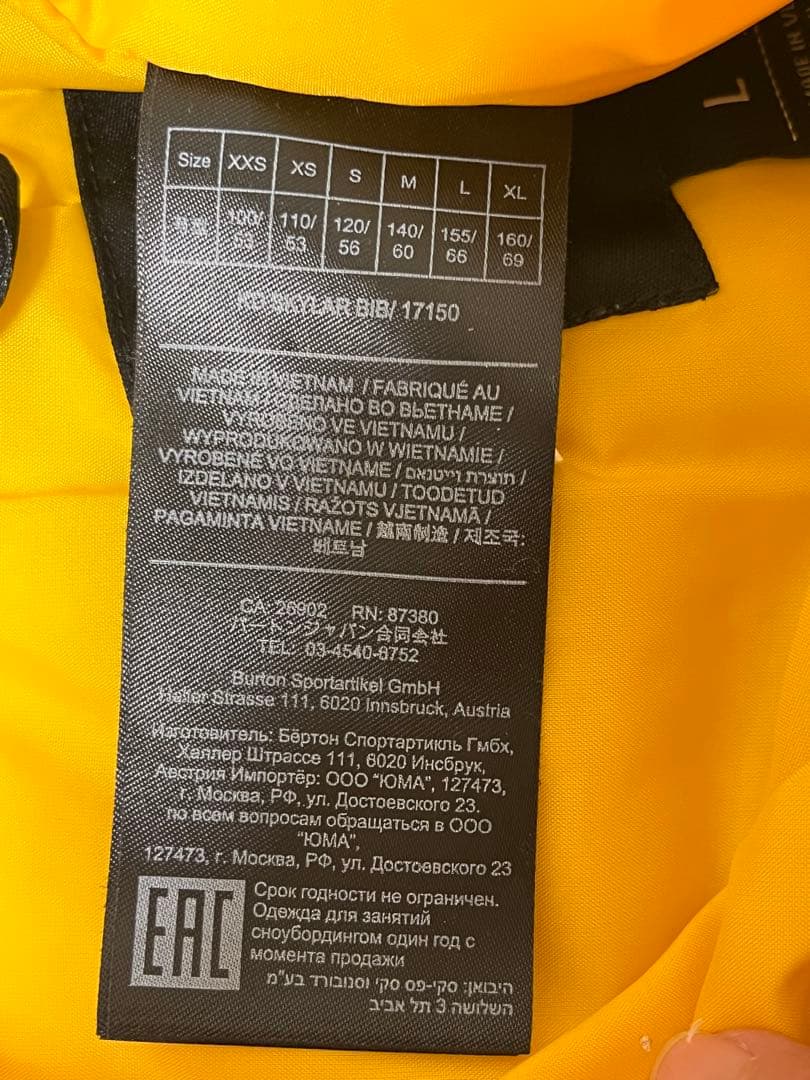 L
Size XXS XS S M L XL
100/53 110/53 120/56 140/60 155/66 160/69
SKYLAR BIB/ 17150
MADE IN VIETNAM / FABRIQUÉ AU
VIETNAM / СДЕЛАНО ВО ВЬЕТНАМЕ /
VYROBENO VE VIETNAMU /
WYPRODUKOWANO W WIETNAMIE /
VYROBENÉ VO VIETNAME / תוצרת וייטנאם /
IZDELANO V VIETNAMU / TOODETUD
VIETNAMIS / RAŽOTS VJETNAMĀ /
PAGAMINTA VIETNAME / 越南制造 / 제조국:
베트남
CA: 26902 RN: 87380
バートンジャパン合同会社
TEL: 03-4540-6752
Burton Sportartikel GmbH
Haller Strasse 111, 6020 Innsbruck, Austria
Изготовитель: Бёртон Спортартикль Гмбх,
Халлер Штрассе 111, 6020 Инсбрук,
Австрия Импортёр: ООО "ЮМА", 127473,
г. Москва, РФ, ул. Достоевского 23.
по всем вопросам обращаться в ООО
"ЮМА",
127473, г. Москва, РФ, ул. Достоевского 23
EAC
Срок годности не ограничен.
Одежда для занятий
сноубордингом один год с
момента продажи
היבואן: סקי-פס סקי וסנובורד בע"מ
השלושה 3 תל אביב